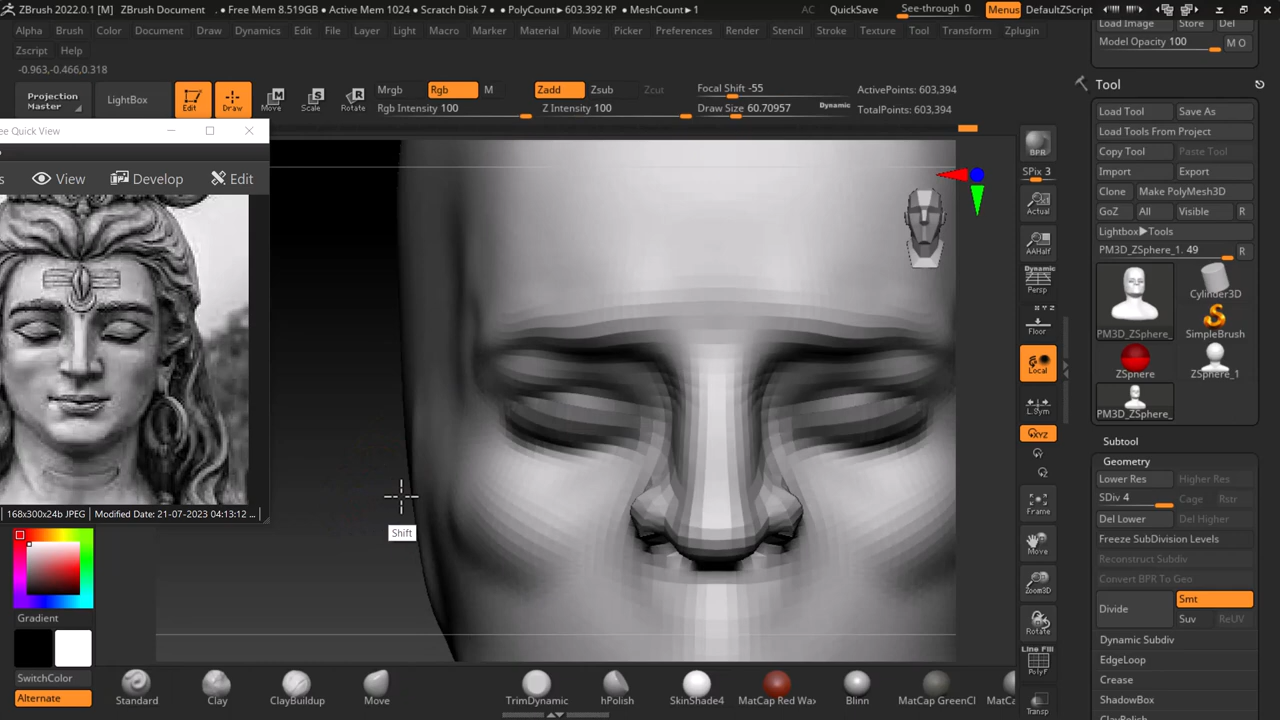 ZBrush 2022.0.1 [M]
ZBrush Document
. • Free Mem 8.519GB • Active Mem 1024 • Scratch Disk 7 • PolyCount► 603.392 KP • MeshCount► 1
AC
QuickSave
See-through 0
Menus
DefaultZScript
Alpha Brush Color Document Draw Dynamics Edit File Layer Light Macro Marker Material Movie Picker Preferences Render Stencil Stroke Texture Tool Transform Zplugin
Zscript Help
-0.963,-0.466,0.318
Projection Master
LightBox
Edit
Draw
Move
Scale
Rotate
Mrgb
Rgb
M
Rgb Intensity 100
Zadd
Zsub
Zcut
Z Intensity 100
Focal Shift -55
Draw Size 60.70957
Dynamic
ActivePoints: 603,394
TotalPoints: 603,394
ee Quick View
s
View
Develop
Edit
168x300x24b JPEG
Modified Date: 21-07-2023 04:13:12
Shift
Gradient
SwitchColor
Alternate
Standard
Clay
ClayBuildup
Move
TrimDynamic
hPolish
SkinShade4
MatCap Red Wax
Blinn
MatCap GreenCl
MatCa
BPR
SPix 3
Actual
AAHalf
Dynamic
Persp
X Y Z
Floor
Local
L.Sym
XYZ
Frame
Move
Zoom3D
Rotate
Line Fill
PolyF
Transp
Load Image
Store
Del
Model Opacity 100
M O
Tool
Load Tool
Save As
Load Tools From Project
Copy Tool
Paste Tool
Import
Export
Clone
Make PolyMesh3D
GoZ
All
Visible
R
Lightbox►Tools
PM3D_ZSphere_1. 49
R
PM3D_ZSphere_
Cylinder3D
SimpleBrush
ZSphere
ZSphere_1
PM3D_ZSphere_
Subtool
Geometry
Lower Res
Higher Res
SDiv 4
Cage
Rstr
Del Lower
Del Higher
Freeze SubDivision Levels
Reconstruct Subdiv
Convert BPR To Geo
Divide
Smt
Suv
ReUV
Dynamic Subdiv
EdgeLoop
Crease
ShadowBox